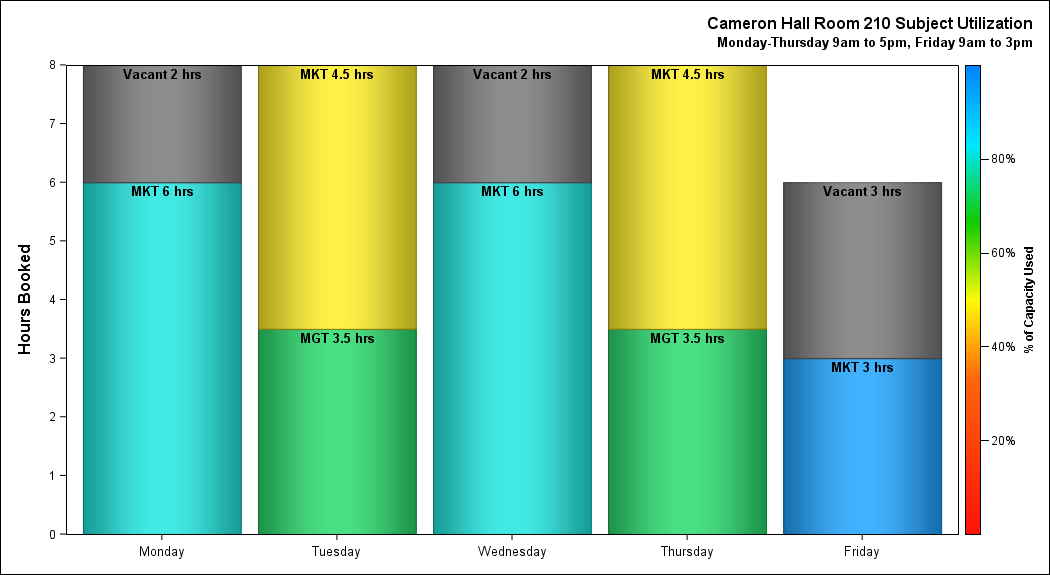 Cameron Hall Room 210 Subject Utilization
Monday-Thursday 9am to 5pm, Friday 9am to 3pm
Hours Booked
8
7
6
5
4
3
2
1
0
Vacant 2 hrs
MKT 6 hrs
MKT 4.5 hrs
MGT 3.5 hrs
Vacant 2 hrs
MKT 6 hrs
MKT 4.5 hrs
MGT 3.5 hrs
Vacant 3 hrs
MKT 3 hrs
Monday
Tuesday
Wednesday
Thursday
Friday
80%
60%
40%
20%
% of Capacity Used